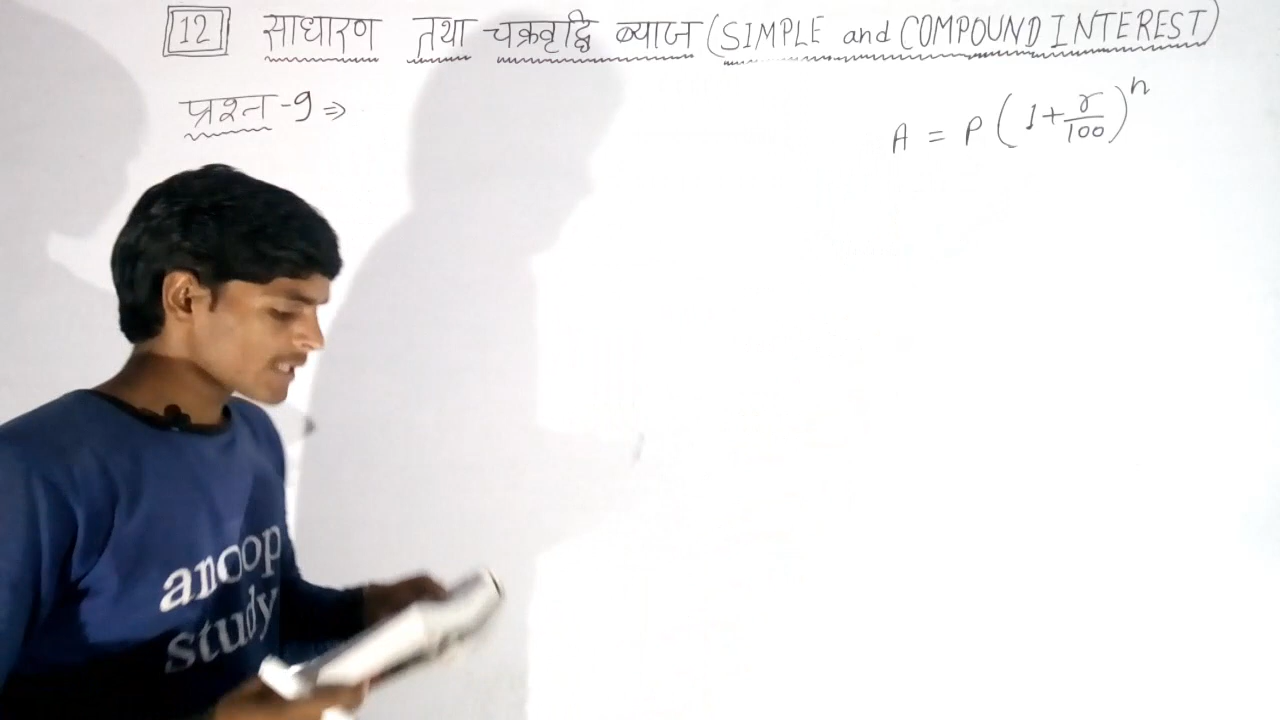 12 साधारण तथा चक्रवृद्धि ब्याज (SIMPLE and COMPOUND INTEREST)
प्रश्न-9 ⇒
A = P (1 + r/100)^n
anoop
study